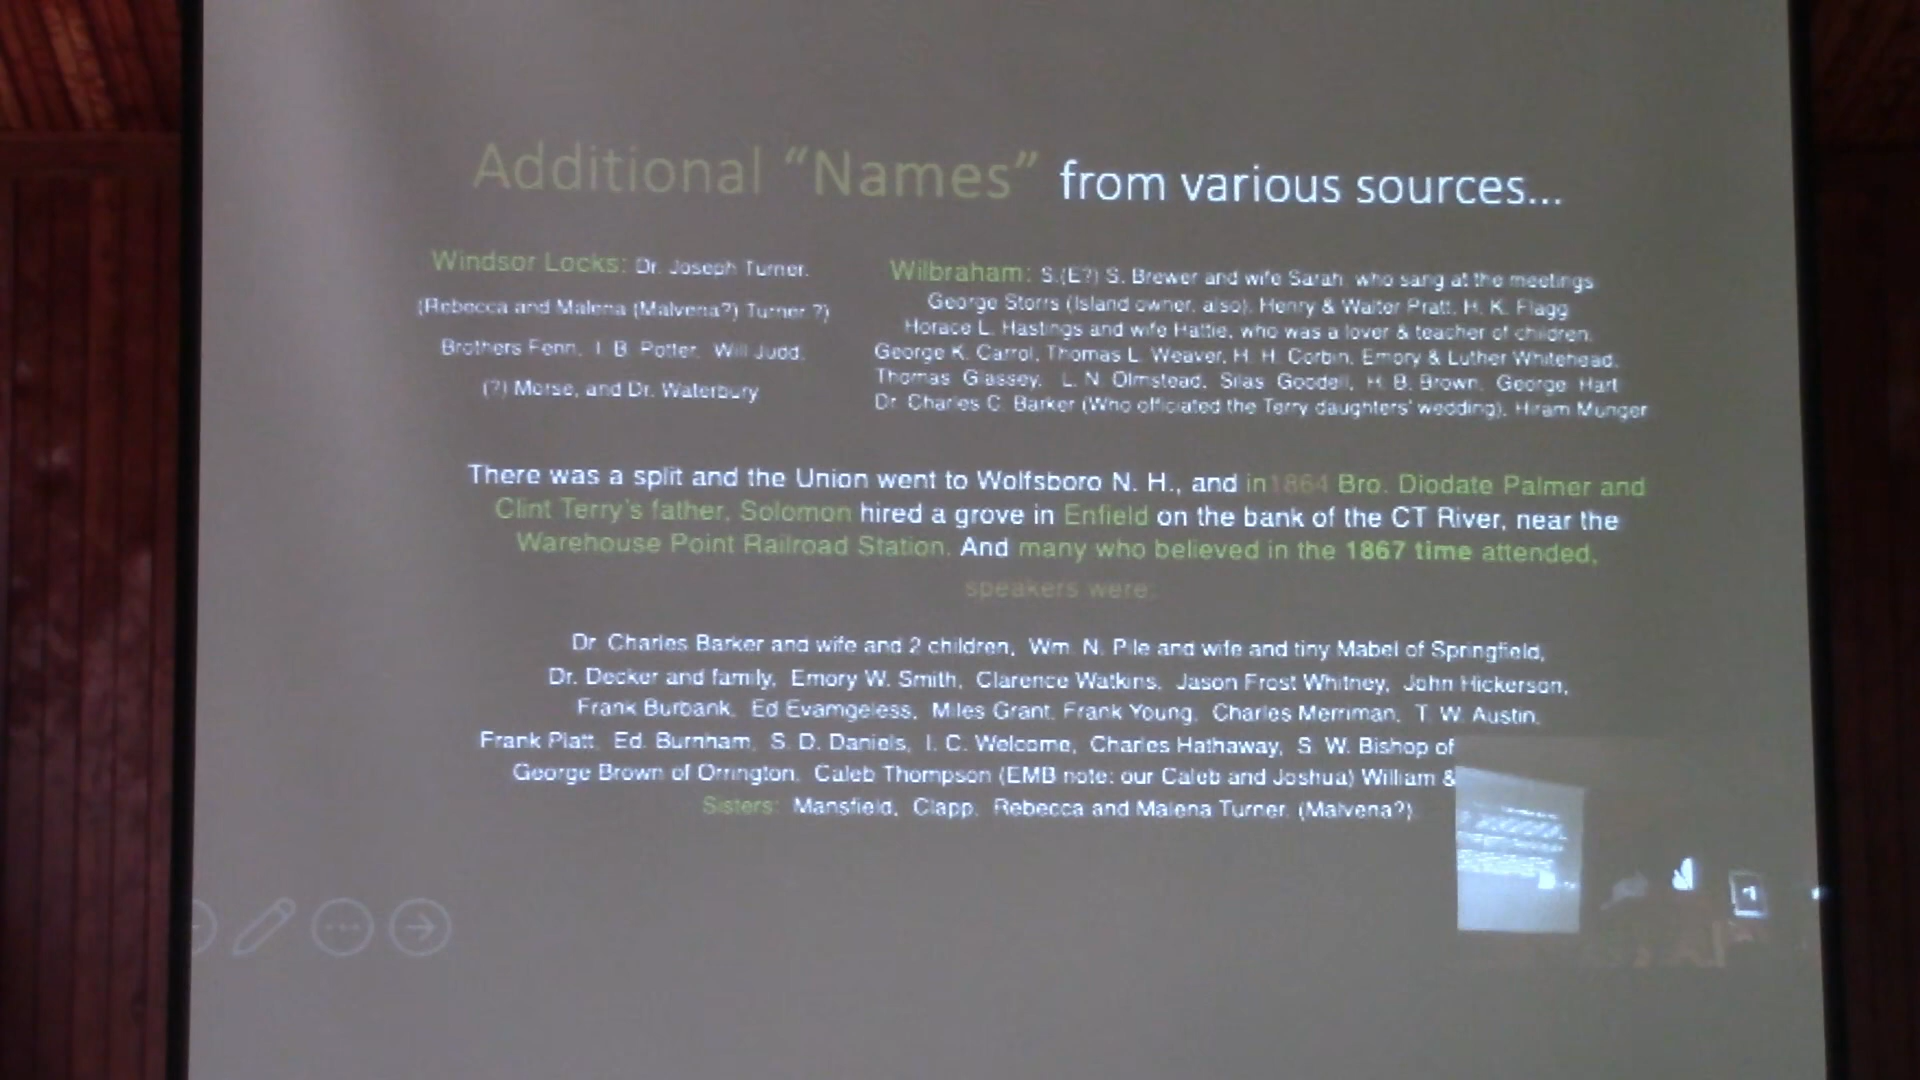 Additional “Names” from various sources...
Windsor Locks: Dr. Joseph Turner.
(Rebecca and Malena (Malvena?) Turner ?)
Brothers Fenn, I. B. Potter, Will Judd,
(?) Morse, and Dr. Waterbury
Wilbraham: S.(E?) S. Brewer and wife Sarah, who sang at the meetings
George Storrs (Island owner, also), Henry & Walter Pratt, H. K. Flagg
Horace L. Hastings and wife Hattie, who was a lover & teacher of children.
George K. Carrol, Thomas L. Weaver, H. H. Corbin, Emory & Luther Whitehead,
Thomas Glassey, L. N. Olmstead, Silas Goodell, H. B. Brown, George Hart
Dr. Charles C. Barker (Who officiated the Terry daughters' wedding), Hiram Munger
There was a split and the Union went to Wolfsboro N. H., and in1864 Bro. Diodate Palmer and
Clint Terry's father, Solomon hired a grove in Enfield on the bank of the CT River, near the
Warehouse Point Railroad Station. And many who believed in the 1867 time attended,
speakers were:
Dr. Charles Barker and wife and 2 children, Wm. N. Pile and wife and tiny Mabel of Springfield,
Dr. Decker and family, Emory W. Smith, Clarence Watkins, Jason Frost Whitney, John Hickerson,
Frank Burbank, Ed Evamgeless, Miles Grant, Frank Young, Charles Merriman, T. W. Austin,
Frank Platt, Ed. Burnham, S. D. Daniels, I. C. Welcome, Charles Hathaway, S. W. Bishop of
George Brown of Orrington, Caleb Thompson (EMB note: our Caleb and Joshua) William &
Sisters: Mansfield, Clapp, Rebecca and Malena Turner (Malvena?)